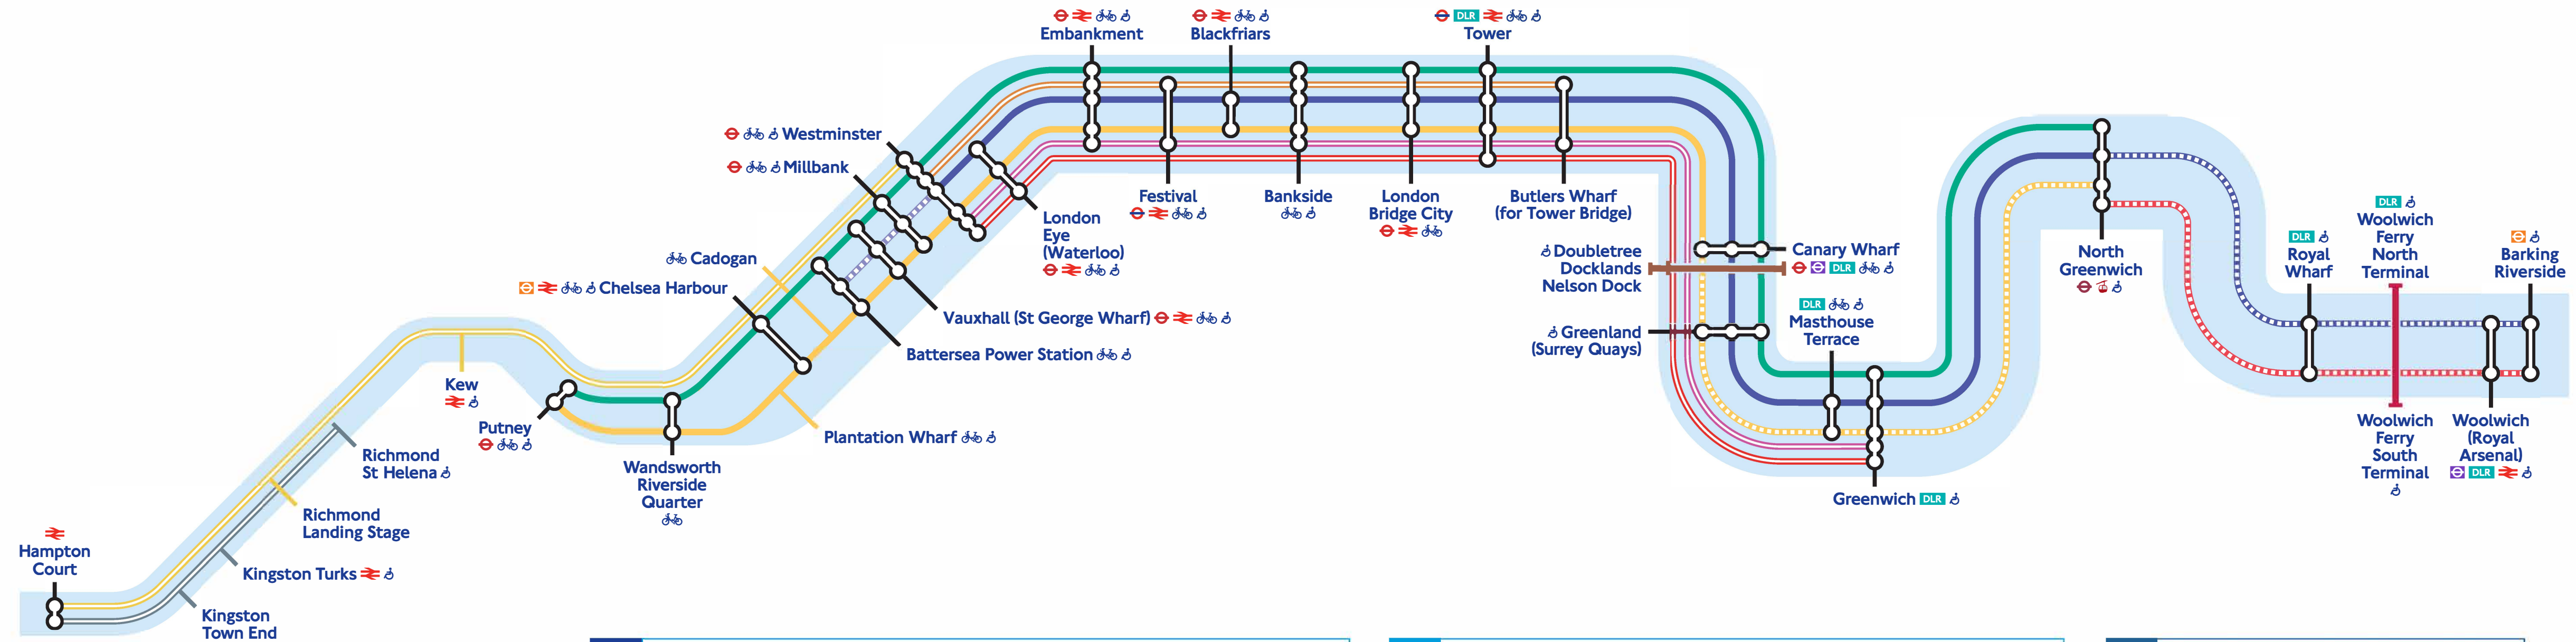 Embankment
Blackfriars
DLR
Tower
Westminster
Millbank
Cadogan
Chelsea Harbour
London
Eye
(Waterloo)
Festival
Bankside
London
Bridge City
Butlers Wharf
(for Tower Bridge)
Vauxhall (St George Wharf)
Battersea Power Station
Plantation Wharf
Kew
Putney
Wandsworth
Riverside
Quarter
Richmond
St Helena
Richmond
Landing Stage
Kingston Turks
Kingston
Town End
Hampton
Court
Doubletree
Docklands
Nelson Dock
Canary Wharf
DLR
Greenland
(Surrey Quays)
DLR
Masthouse
Terrace
Greenwich DLR
North
Greenwich
DLR
Royal
Wharf
DLR
Woolwich
Ferry
North
Terminal
Barking
Riverside
Woolwich
Ferry
South
Terminal
Woolwich
(Royal
Arsenal)
DLR